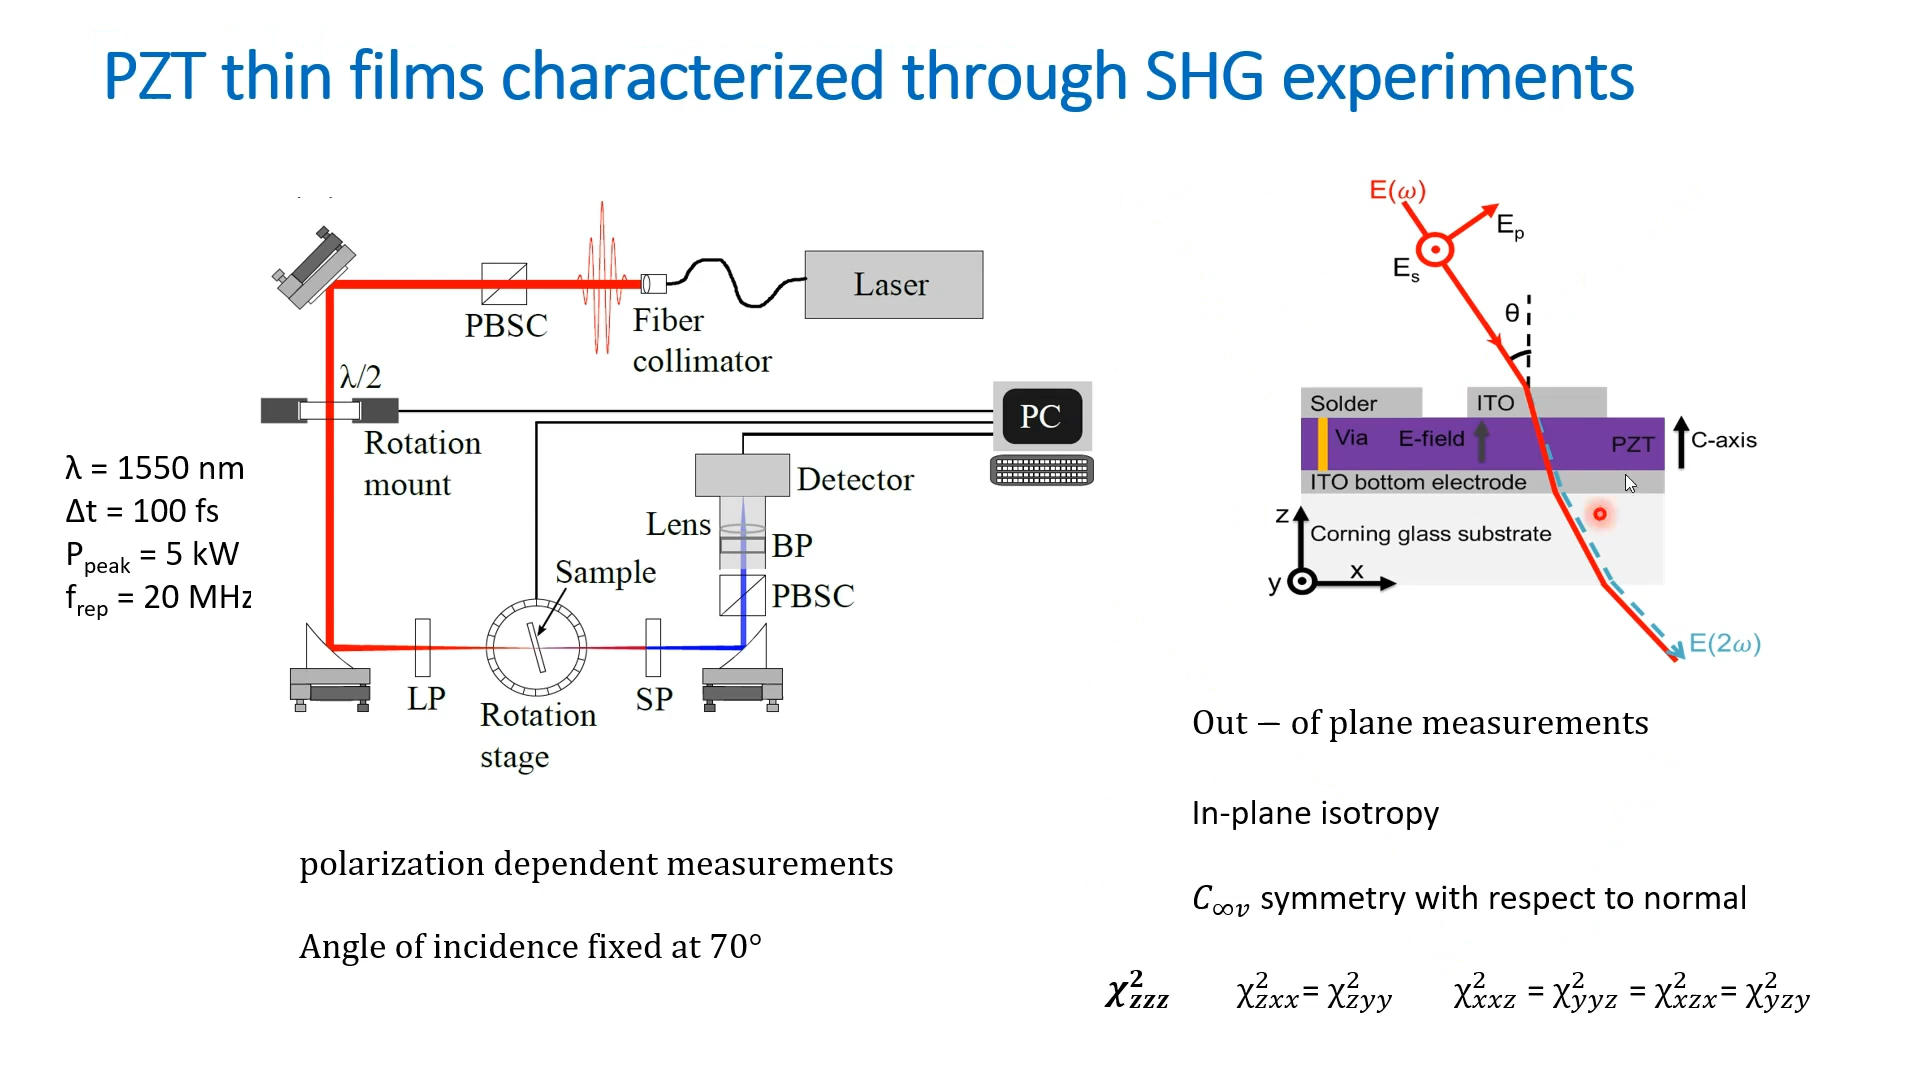 PZT thin films characterized through SHG experiments
Laser
PBSC
Fiber
collimator
λ/2
Rotation
mount
PC
λ = 1550 nm
Δt = 100 fs
Ppeak = 5 kW
frep = 20 MHz
Detector
Lens
BP
PBSC
Sample
LP
Rotation
stage
SP
E(ω)
Ep
Es
θ
Solder
ITO
Via
E-field
PZT
C-axis
ITO bottom electrode
Corning glass substrate
z
y
x
E(2ω)
Out − of plane measurements
In-plane isotropy
C∞v symmetry with respect to normal
polarization dependent measurements
Angle of incidence fixed at 70°
χ²zzz χ²zxx= χ²zyy χ²xxz = χ²yyz = χ²xzx= χ²yzy